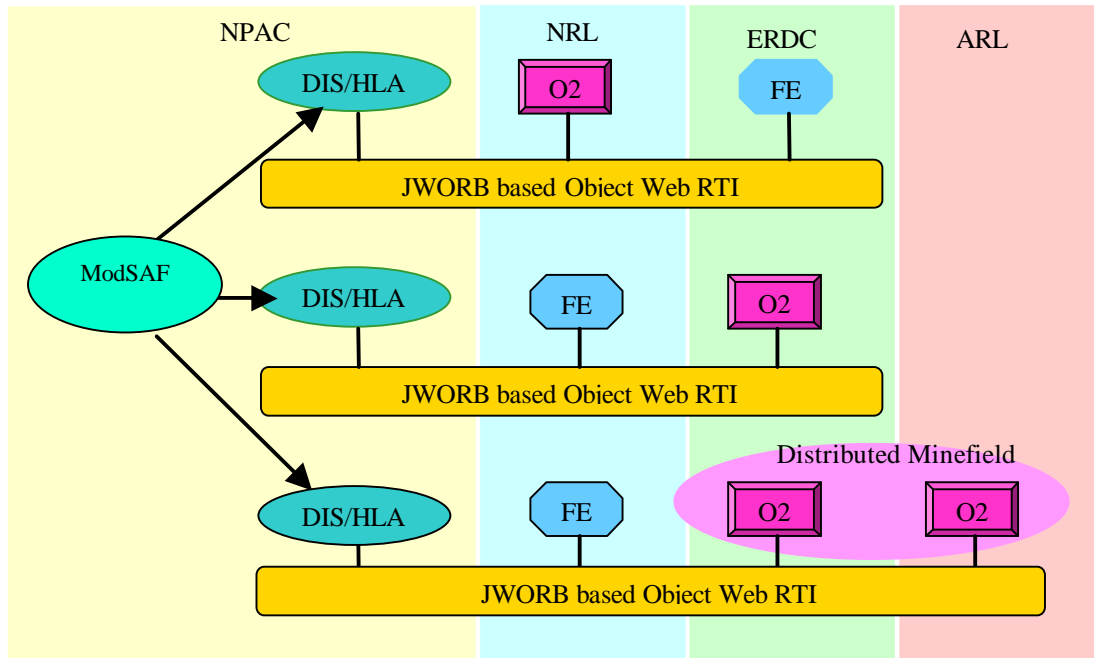 NPAC
NRL
ERDC
ARL
DIS/HLA
O2
FE
JWORB based Object Web RTI
ModSAF
DIS/HLA
FE
O2
JWORB based Object Web RTI
Distributed Minefield
DIS/HLA
FE
O2
O2
JWORB based Object Web RTI